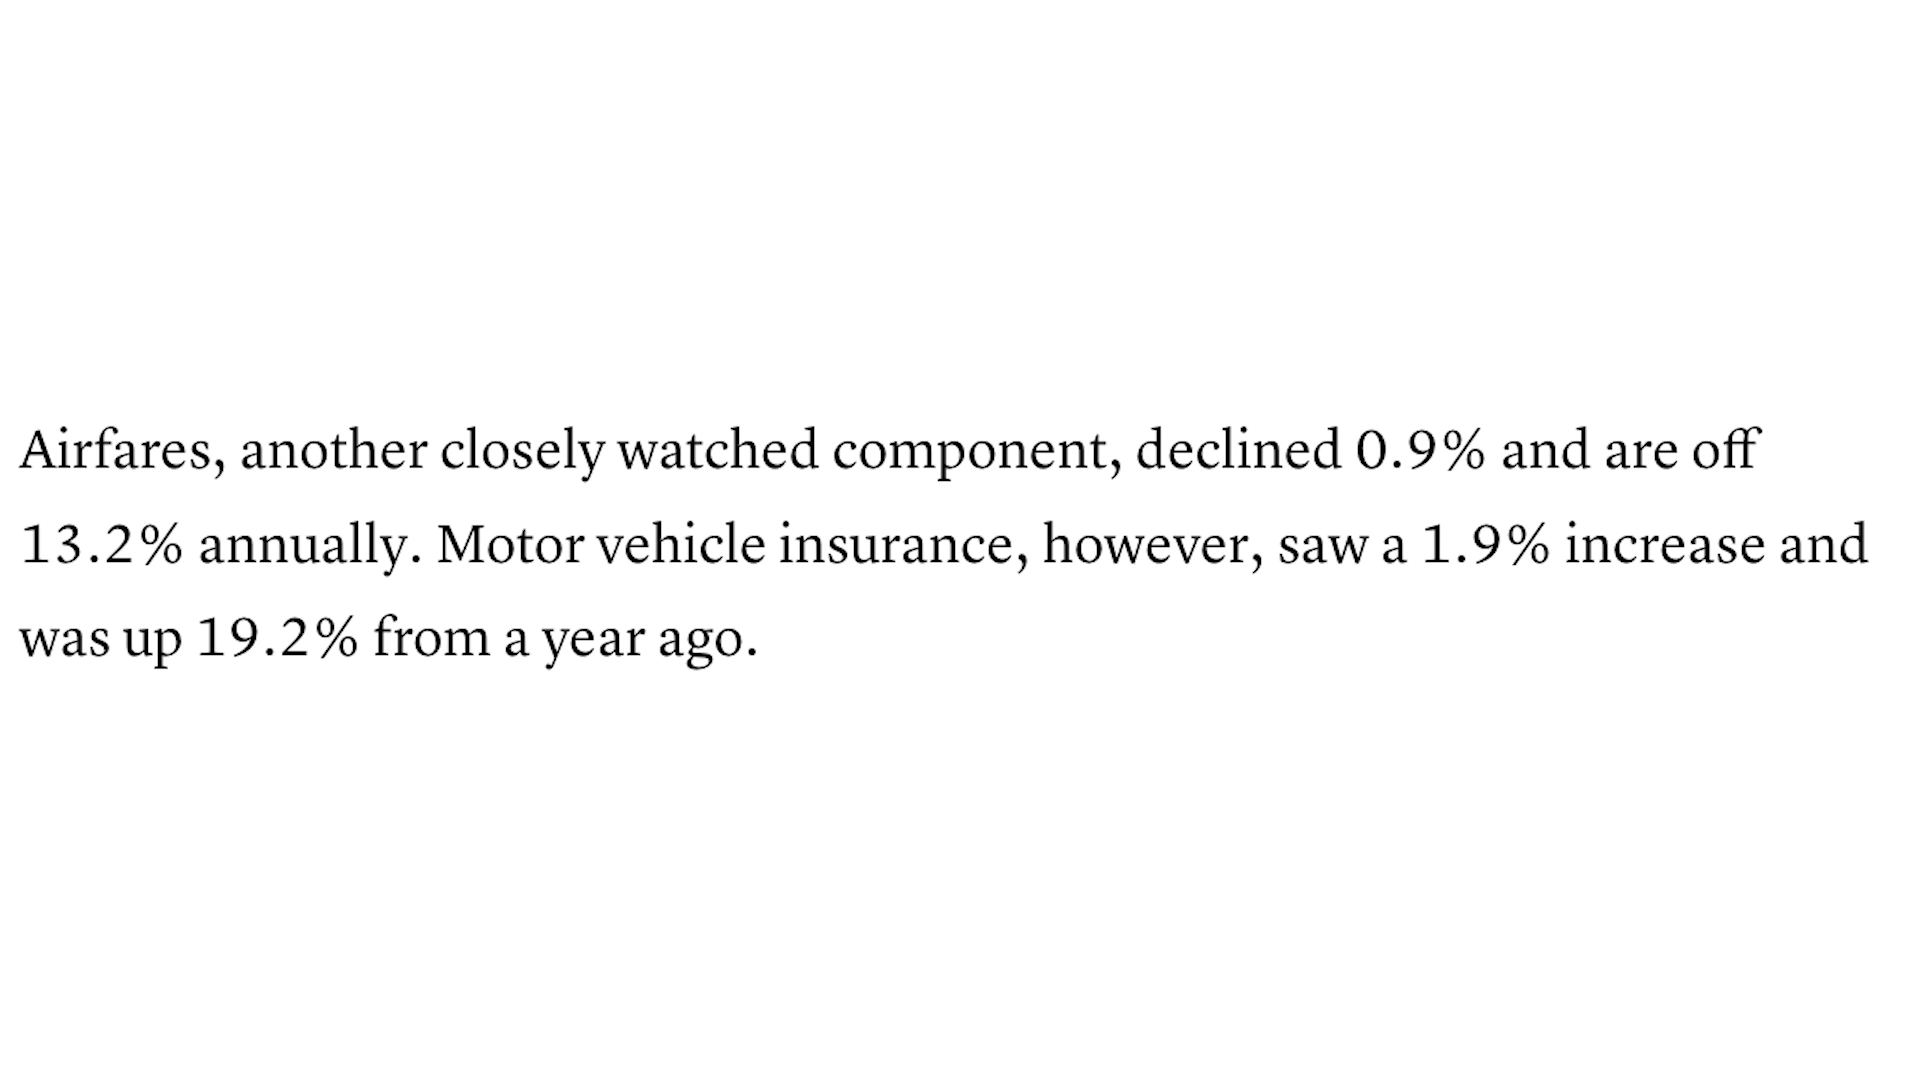 Airfares, another closely watched component, declined 0.9% and are off
13.2% annually. Motor vehicle insurance, however, saw a 1.9% increase and
was up 19.2% from a year ago.